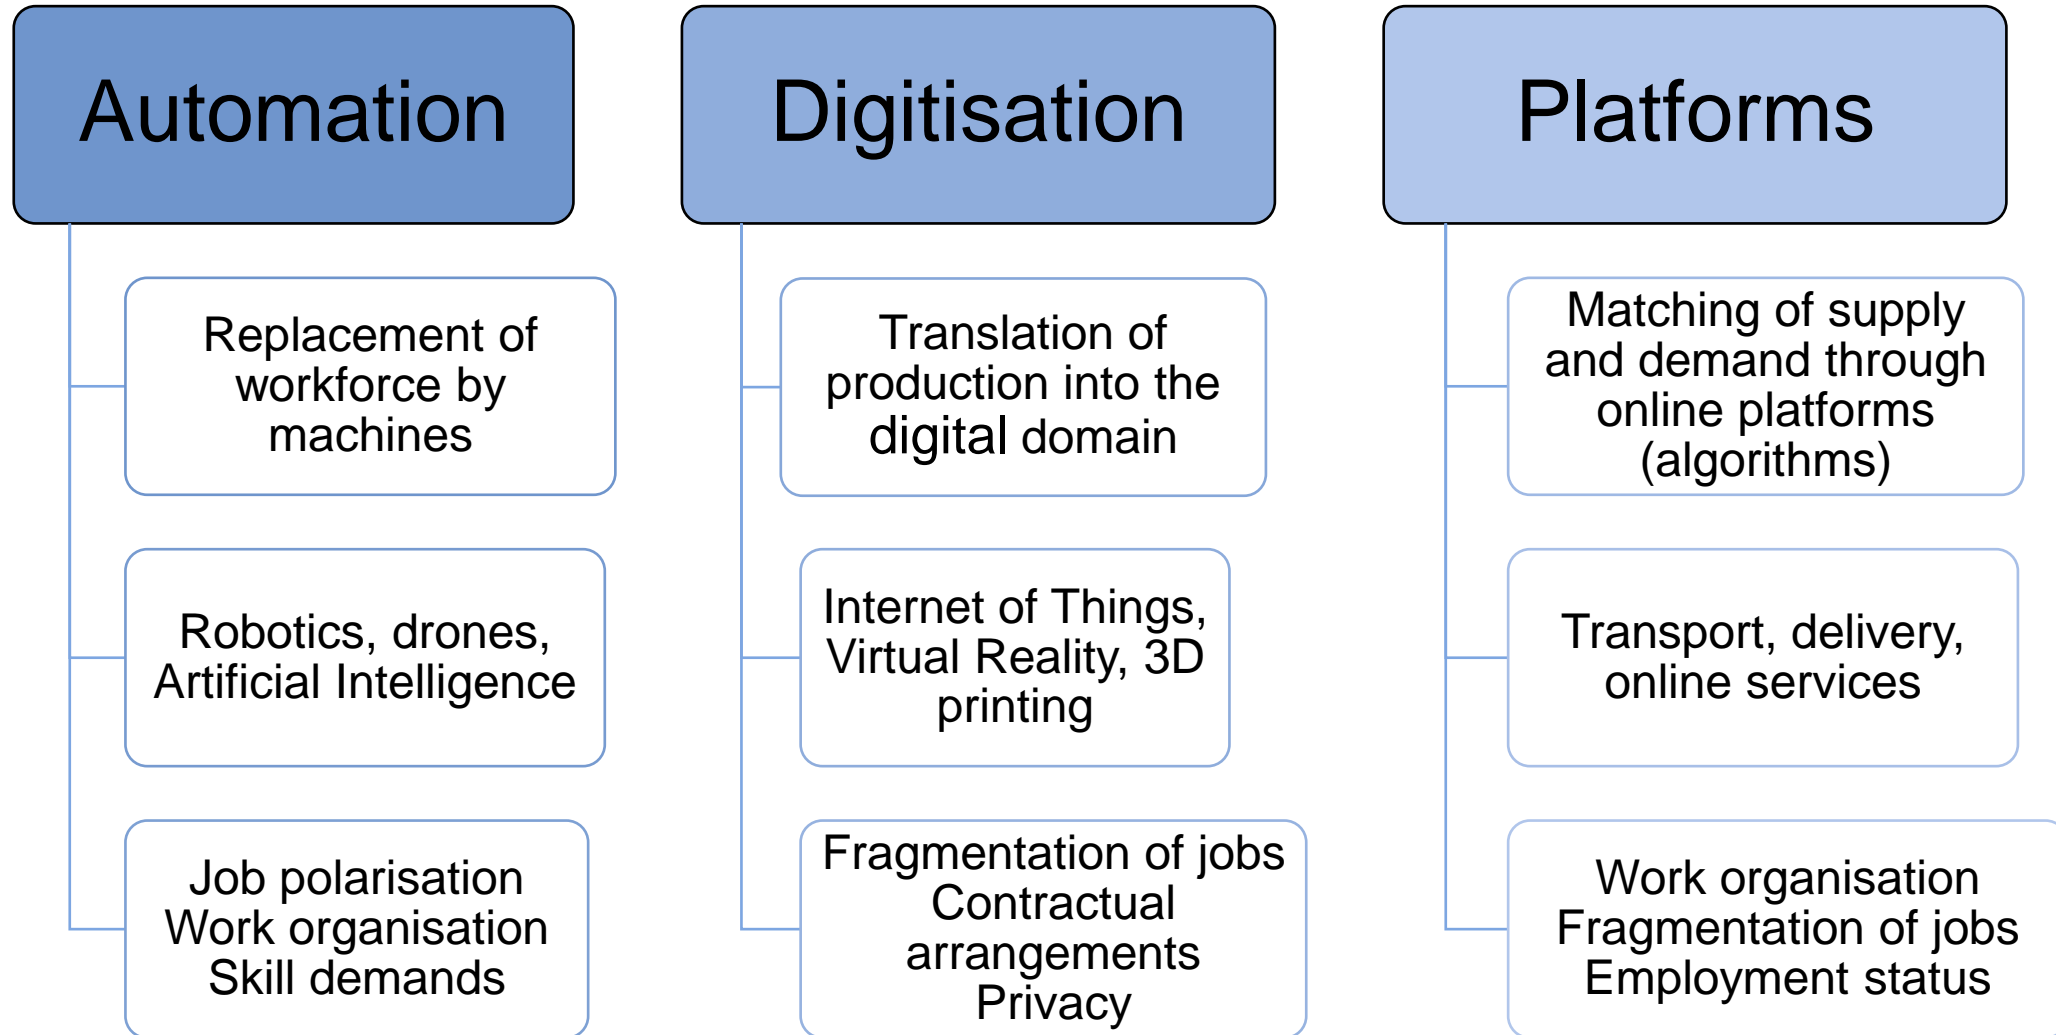 Automation
Replacement of
workforce by
machines
Robotics, drones,
Artificial Intelligence
Job polarisation
Work organisation
Skill demands
Digitisation
Translation of
production into the
digital domain
Internet of Things,
Virtual Reality, 3D
printing
Fragmentation of jobs
Contractual
arrangements
Privacy
Platforms
Matching of supply
and demand through
online platforms
(algorithms)
Transport, delivery,
online services
Work organisation
Fragmentation of jobs
Employment status